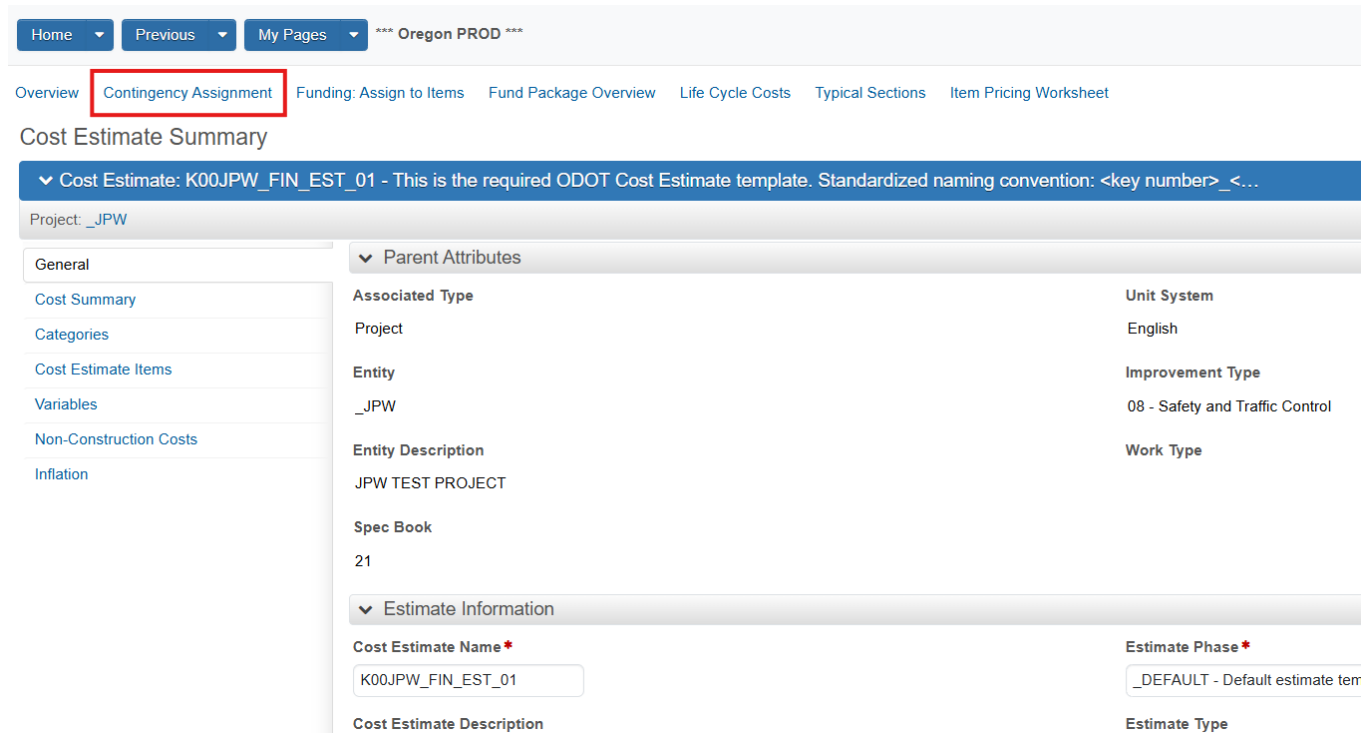 Home Previous My Pages *** Oregon PROD ***
Overview Contingency Assignment Funding: Assign to Items Fund Package Overview Life Cycle Costs Typical Sections Item Pricing Worksheet
Cost Estimate Summary
Cost Estimate: K00JPW_FIN_EST_01 - This is the required ODOT Cost Estimate template. Standardized naming convention: <key number>_<...
Project: _JPW
General
Cost Summary
Categories
Cost Estimate Items
Variables
Non-Construction Costs
Inflation
Parent Attributes
Associated Type
Project
Entity
_JPW
Entity Description
JPW TEST PROJECT
Spec Book
21
Unit System
English
Improvement Type
08 - Safety and Traffic Control
Work Type
Estimate Information
Cost Estimate Name*
K00JPW_FIN_EST_01
Cost Estimate Description
Estimate Phase*
_DEFAULT - Default estimate tem
Estimate Type